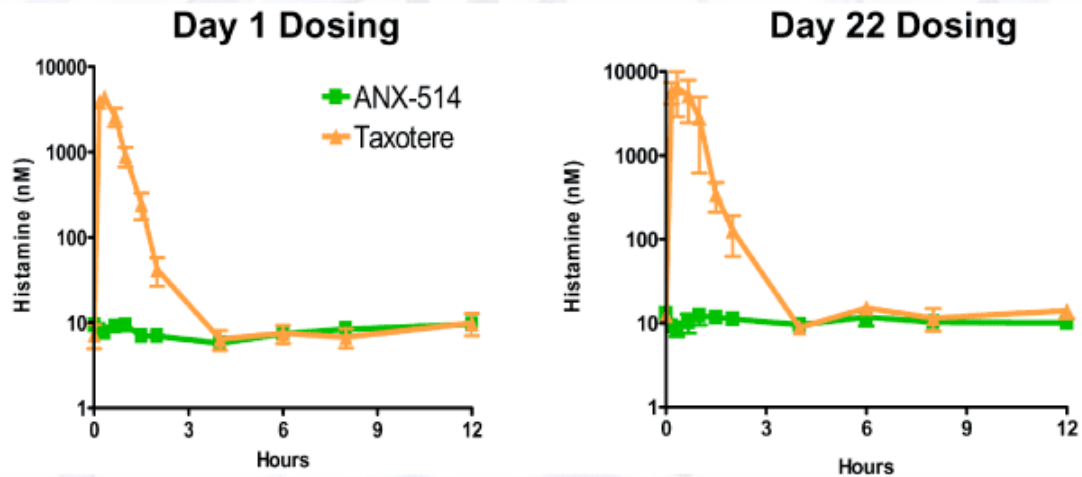 Day 1 Dosing
10000
1000
100
10
1
Histamine (nM)
0 3 6 9 12
Hours
ANX-514
Taxotere
Day 22 Dosing
10000
1000
100
10
1
Histamine (nM)
0 3 6 9 12
Hours